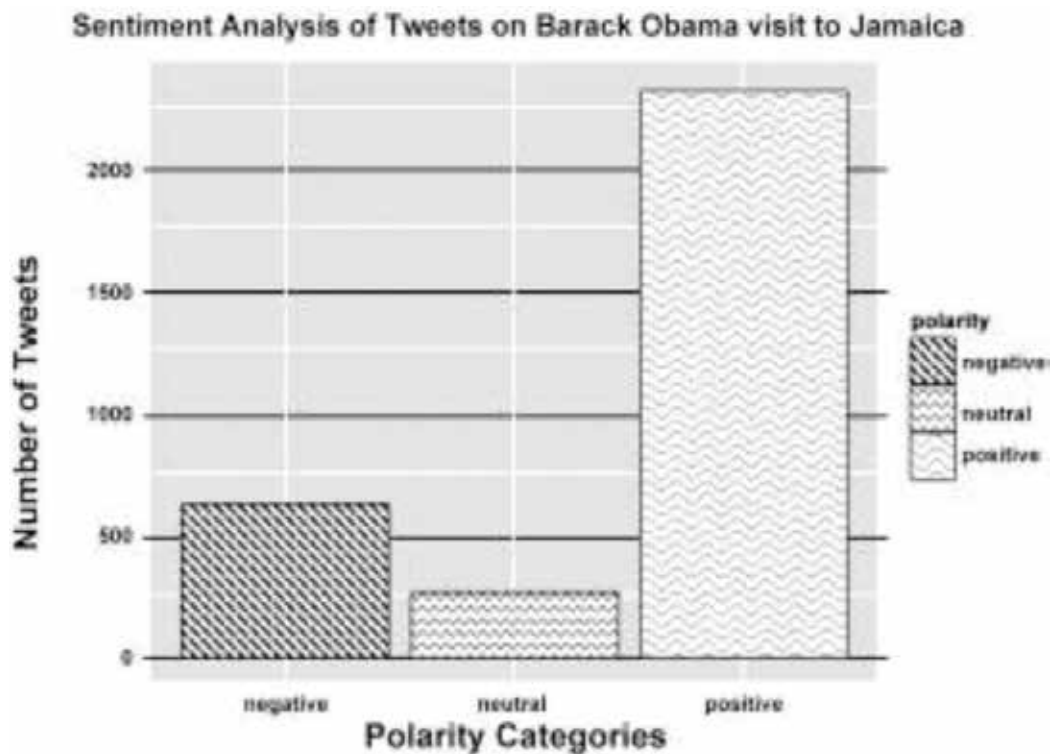 Sentiment Analysis of Tweets on Barack Obama visit to Jamaica
Number of Tweets
2000
1500
1000
500
0
negative
neutral
positive
Polarity Categories
polarity
negative
neutral
positive